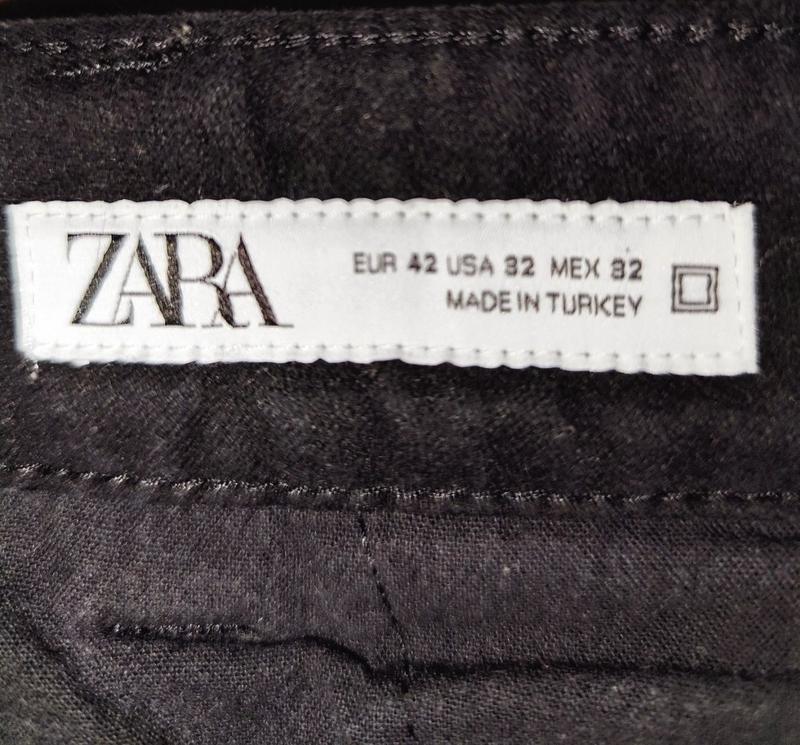 ZARA
EUR 42 USA 32 MEX 32
MADE IN TURKEY